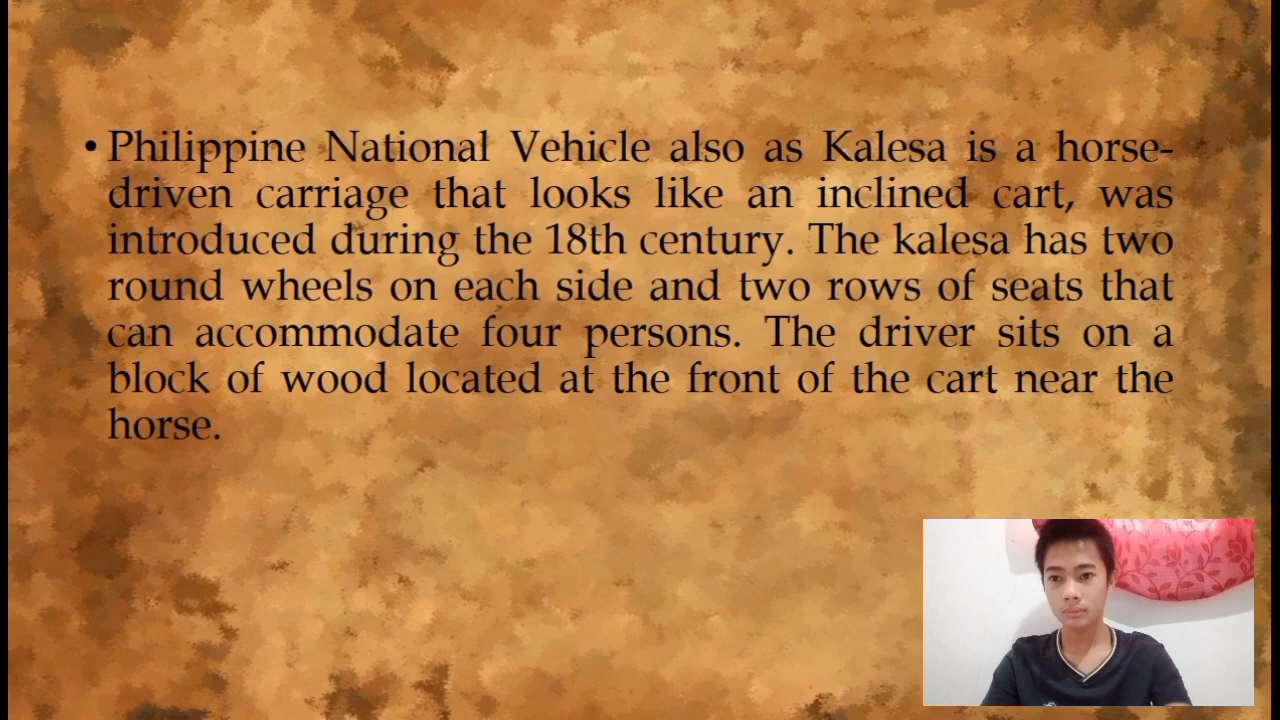 • Philippine National Vehicle also as Kalesa is a horse-
driven carriage that looks like an inclined cart, was
introduced during the 18th century. The kalesa has two
round wheels on each side and two rows of seats that
can accommodate four persons. The driver sits on a
block of wood located at the front of the cart near the
horse.